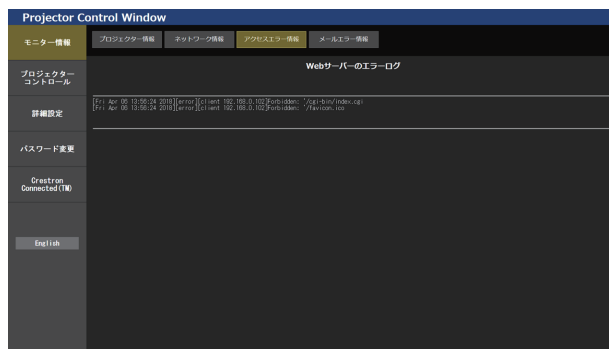 Projector Control Window
モニター情報
プロジェクター情報 ネットワーク情報 アクセスエラー情報 メールエラー情報
Webサーバーのエラーログ
プロジェクター
コントロール
[Fri Apr 06 13:56:24 2018][error][client 192.168.0.102]Forbidden: '/cgi-bin/index.cgi
[Fri Apr 06 13:56:24 2018][error][client 192.168.0.102]Forbidden: '/favicon.ico
詳細設定
パスワード変更
Crestron
Connected(TM)
English